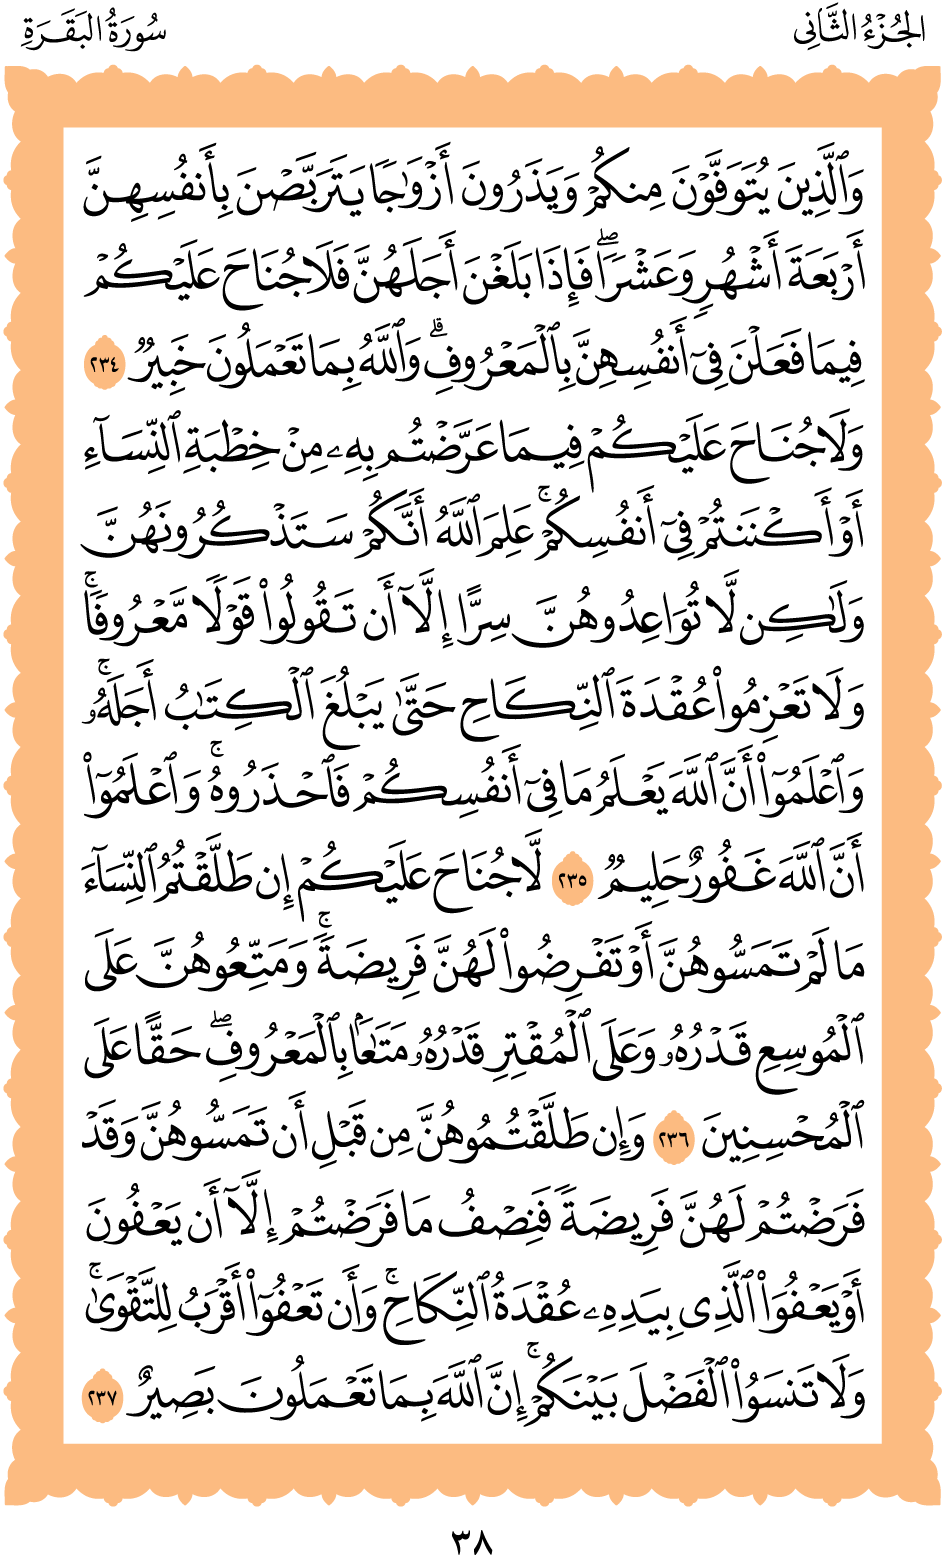 الجُزْءُ الثَّانِى
سُورَةُ البَقَرَةِ
وَٱلَّذِينَ يُتَوَفَّوْنَ مِنكُمْ وَيَذَرُونَ أَزْوَٰجًا يَتَرَبَّصْنَ بِأَنفُسِهِنَّ
أَرْبَعَةَ أَشْهُرٍ وَعَشْرًا ۖ فَإِذَا بَلَغْنَ أَجَلَهُنَّ فَلَا جُنَاحَ عَلَيْكُمْ
فِيمَا فَعَلْنَ فِىٓ أَنفُسِهِنَّ بِٱلْمَعْرُوفِ ۗ وَٱللَّهُ بِمَا تَعْمَلُونَ خَبِيرٌ ٢٣٤
وَلَا جُنَاحَ عَلَيْكُمْ فِيمَا عَرَّضْتُم بِهِۦ مِنْ خِطْبَةِ ٱلنِّسَآءِ
أَوْ أَكْنَنتُمْ فِىٓ أَنفُسِكُمْ ۚ عَلِمَ ٱللَّهُ أَنَّكُمْ سَتَذْكُرُونَهُنَّ
وَلَٰكِن لَّا تُوَاعِدُوهُنَّ سِرًّا إِلَّآ أَن تَقُولُوا۟ قَوْلًا مَّعْرُوفًا ۚ
وَلَا تَعْزِمُوا۟ عُقْدَةَ ٱلنِّكَاحِ حَتَّىٰ يَبْلُغَ ٱلْكِتَٰبُ أَجَلَهُۥ ۚ
وَٱعْلَمُوٓا۟ أَنَّ ٱللَّهَ يَعْلَمُ مَا فِىٓ أَنفُسِكُمْ فَٱحْذَرُوهُ ۚ وَٱعْلَمُوٓا۟
أَنَّ ٱللَّهَ غَفُورٌ حَلِيمٌ ٢٣٥ لَّا جُنَاحَ عَلَيْكُمْ إِن طَلَّقْتُمُ ٱلنِّسَآءَ
مَا لَمْ تَمَسُّوهُنَّ أَوْ تَفْرِضُوا۟ لَهُنَّ فَرِيضَةً ۚ وَمَتِّعُوهُنَّ عَلَى
ٱلْمُوسِعِ قَدَرُهُۥ وَعَلَى ٱلْمُقْتِرِ قَدَرُهُۥ مَتَٰعًۢا بِٱلْمَعْرُوفِ ۖ حَقًّا عَلَى
ٱلْمُحْسِنِينَ ٢٣٦ وَإِن طَلَّقْتُمُوهُنَّ مِن قَبْلِ أَن تَمَسُّوهُنَّ وَقَدْ
فَرَضْتُمْ لَهُنَّ فَرِيضَةً فَنِصْفُ مَا فَرَضْتُمْ إِلَّآ أَن يَعْفُونَ
أَوْ يَعْفُوَا۟ ٱلَّذِى بِيَدِهِۦ عُقْدَةُ ٱلنِّكَاحِ ۚ وَأَن تَعْفُوٓا۟ أَقْرَبُ لِلتَّقْوَىٰ ۚ
وَلَا تَنسَوُا۟ ٱلْفَضْلَ بَيْنَكُمْ ۚ إِنَّ ٱللَّهَ بِمَا تَعْمَلُونَ بَصِيرٌ ٢٣٧
٣٨